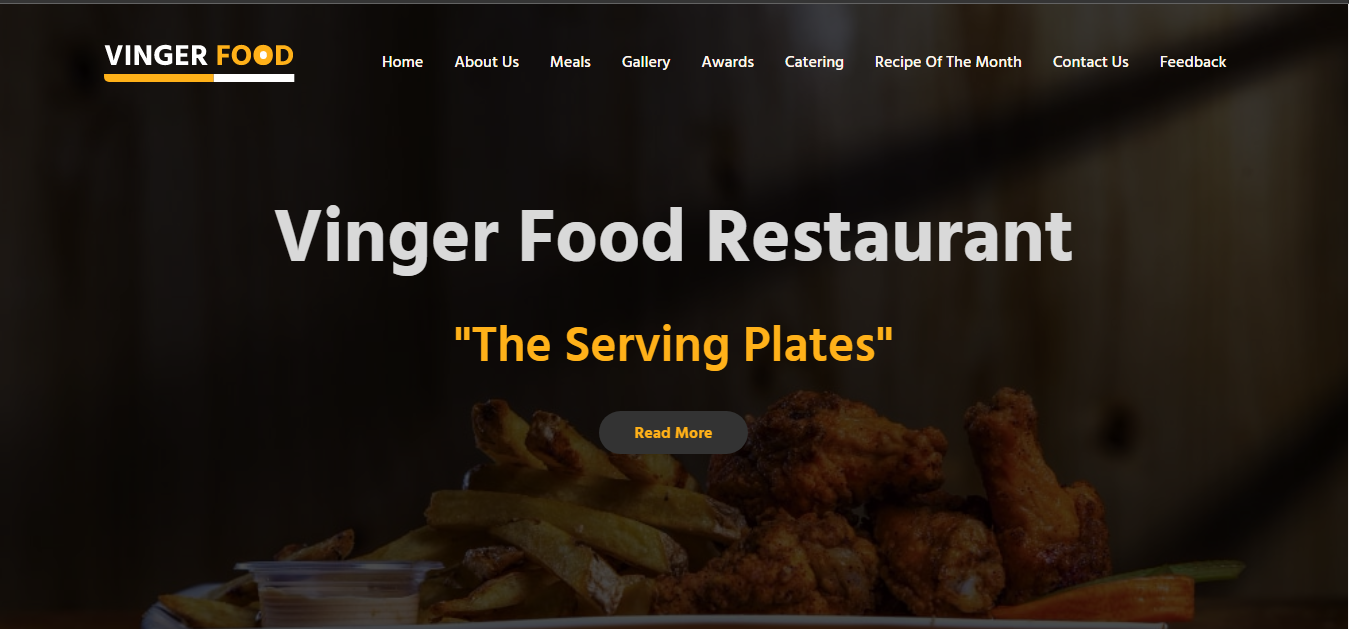 VINGER FOOD
Home About Us Meals Gallery Awards Catering Recipe Of The Month Contact Us Feedback
Vinger Food Restaurant
"The Serving Plates"
Read More